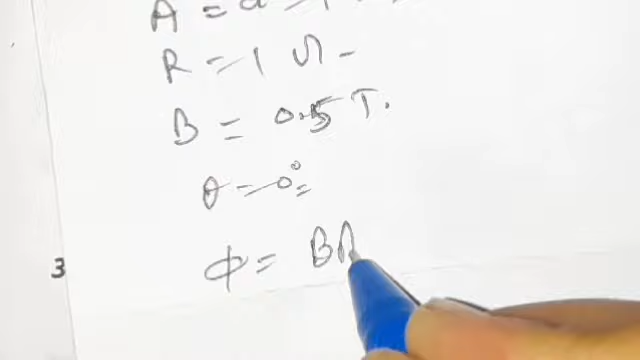 A =
R = 1 Ω
B = 0.5 T.
θ = 0°
3
φ = BA